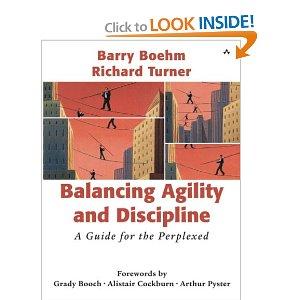 Click to LOOK INSIDE!
Barry Boehm
Richard Turner
Balancing Agility
and Discipline
A Guide for the Perplexed
Forewords by
Grady Booch • Alistair Cockburn • Arthur Pyster